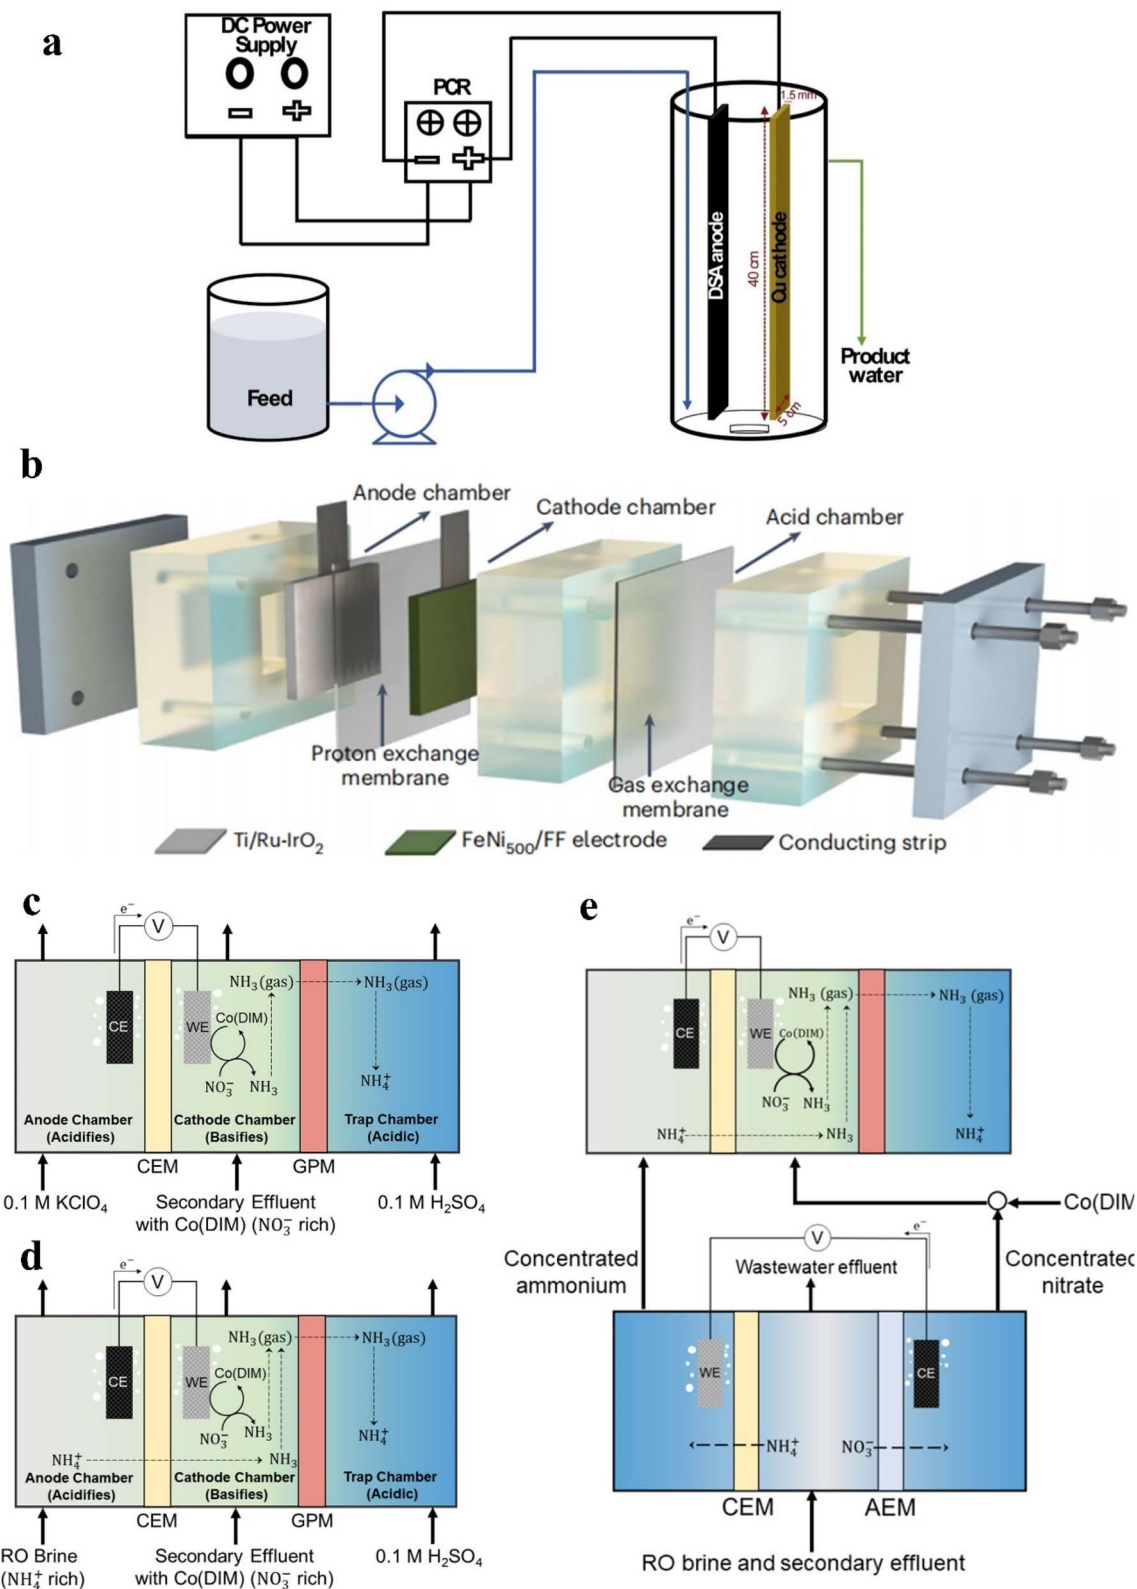 a
DC Power
Supply
PCR
1.5 mm
DSA anode
40 cm
Cu cathode
5 cm
Feed
Product
water
b
Anode chamber
Cathode chamber
Acid chamber
Proton exchange
membrane
Gas exchange
membrane
Ti/Ru-IrO₂
FeNi₅₀₀/FF electrode
Conducting strip
c
e⁻
V
CE
WE
Co(DIM)
NO₃⁻
NH₃
NH₃(gas)
NH₃(gas)
NH₄⁺
Anode Chamber
(Acidifies)
Cathode Chamber
(Basifies)
Trap Chamber
(Acidic)
CEM
GPM
0.1 M KClO₄
Secondary Effluent
with Co(DIM) (NO₃⁻ rich)
0.1 M H₂SO₄
d
e⁻
V
CE
WE
Co(DIM)
NO₃⁻
NH₃
NH₃(gas)
NH₃(gas)
NH₄⁺
NH₄⁺
NH₃
Anode Chamber
(Acidifies)
Cathode Chamber
(Basifies)
Trap Chamber
(Acidic)
CEM
GPM
RO Brine
(NH₄⁺ rich)
Secondary Effluent
with Co(DIM) (NO₃⁻ rich)
0.1 M H₂SO₄
e
e⁻
V
CE
WE
NH₃ (gas)
NH₃ (gas)
Co(DIM)
NO₃⁻
NH₃
NH₄⁺
NH₃
NH₄⁺
Co(DIM
Concentrated
ammonium
V
e⁻
Wastewater effluent
Concentrated
nitrate
WE
CE
NH₄⁺
NO₃⁻
CEM
AEM
RO brine and secondary effluent